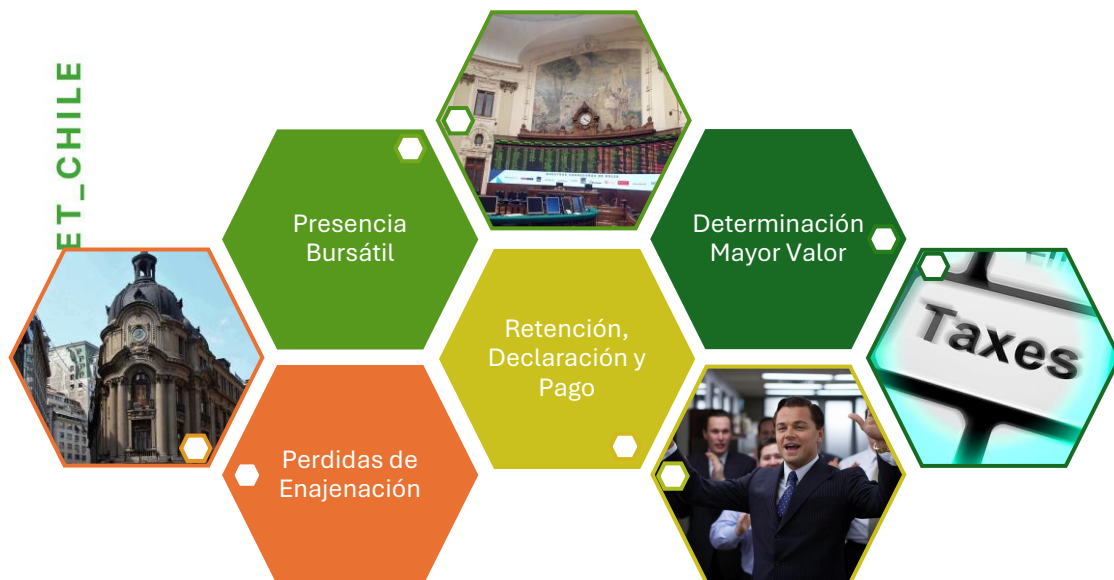 ET_CHILE
Presencia
Bursátil
Determinación
Mayor Valor
Retención,
Declaración y
Pago
Taxes
Perdidas de
Enajenación